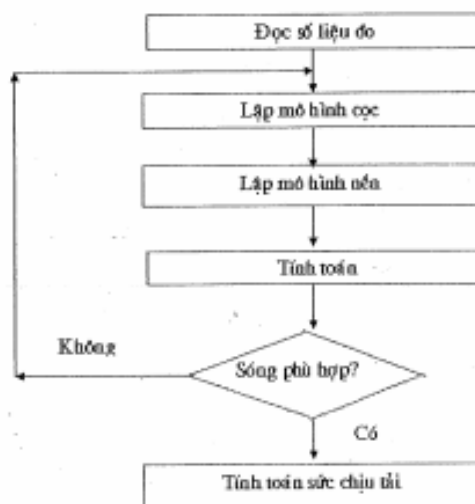 Đọc số liệu đo
Lập mô hình cọc
Lập mô hình nền
Tính toán
Không
Sóng phù hợp?
Có
Tính toán sức chịu tải